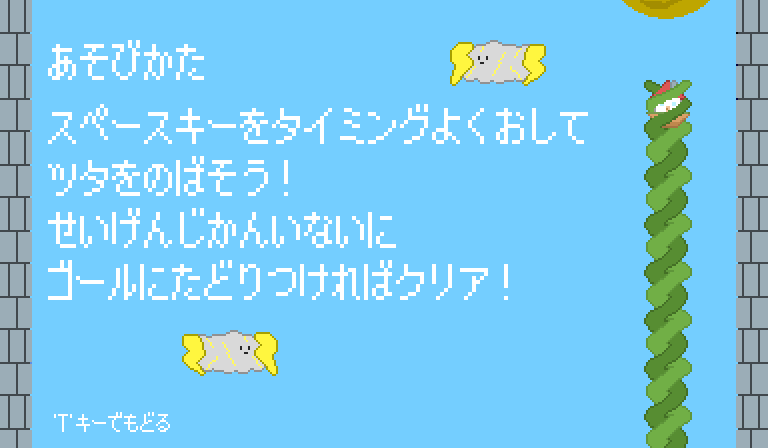 あそびかた
スペースキーをタイミングよくおして
ツタをのばそう！
せいげんじかんいないに
ゴールにたどりつければクリア！
'T'キーでもどる